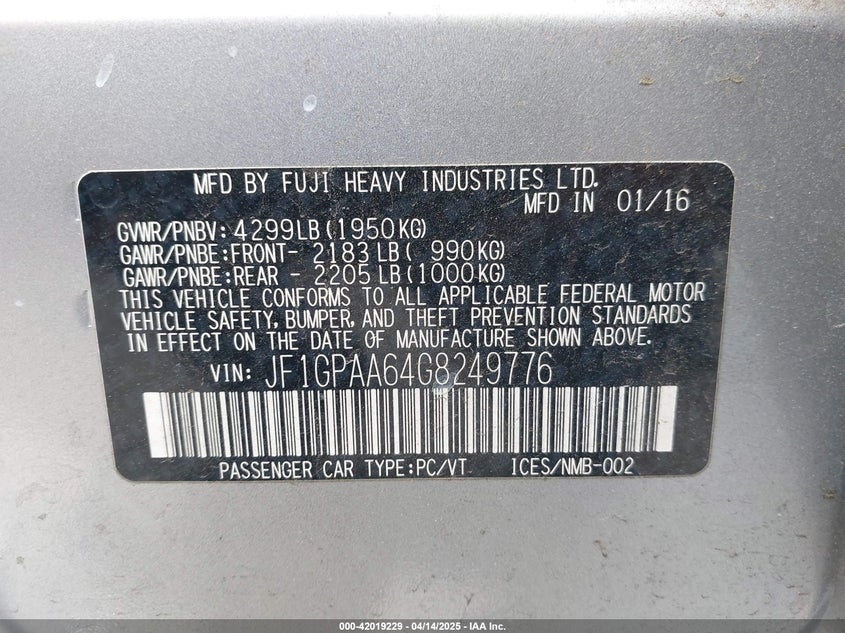 MFD BY FUJI HEAVY INDUSTRIES LTD.
MFD IN 01/16
GVWR/PNBV: 4299LB(1950KG)
GAWR/PNBE:FRONT- 2183LB( 990KG)
GAWR/PNBE:REAR - 2205LB(1000KG)
THIS VEHICLE CONFORMS TO ALL APPLICABLE FEDERAL MOTOR
VEHICLE SAFETY, BUMPER, AND THEFT PREVENTION STANDARDS
IN EFFECT ON THE DATE OF MANUFACTURE SHOWN ABOVE.
VIN: JF1GPAA64G8249776
PASSENGER CAR TYPE:PC/VT ICES/NMB-002
000-42019229 - 04/14/2025 - IAA Inc.